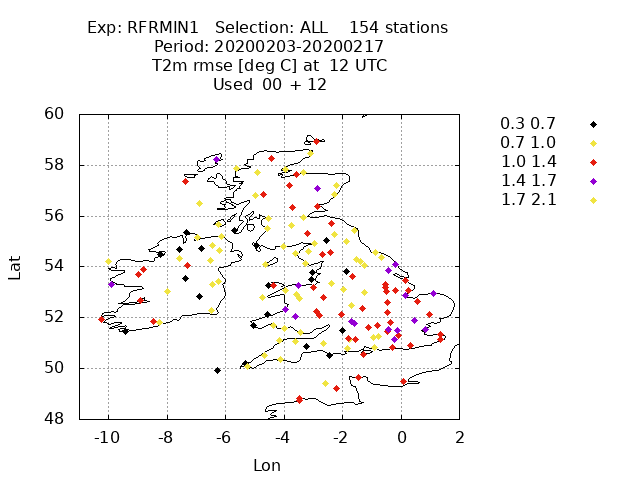 Exp: RFRMIN1   Selection: ALL    154 stations
Period: 20200203-20200217
T2m rmse [deg C] at  12 UTC
Used  00 + 12
0.3 0.7
0.7 1.0
1.0 1.4
1.4 1.7
1.7 2.1
60
58
56
54
52
50
48
Lat
-10 -8 -6 -4 -2 0 2
Lon